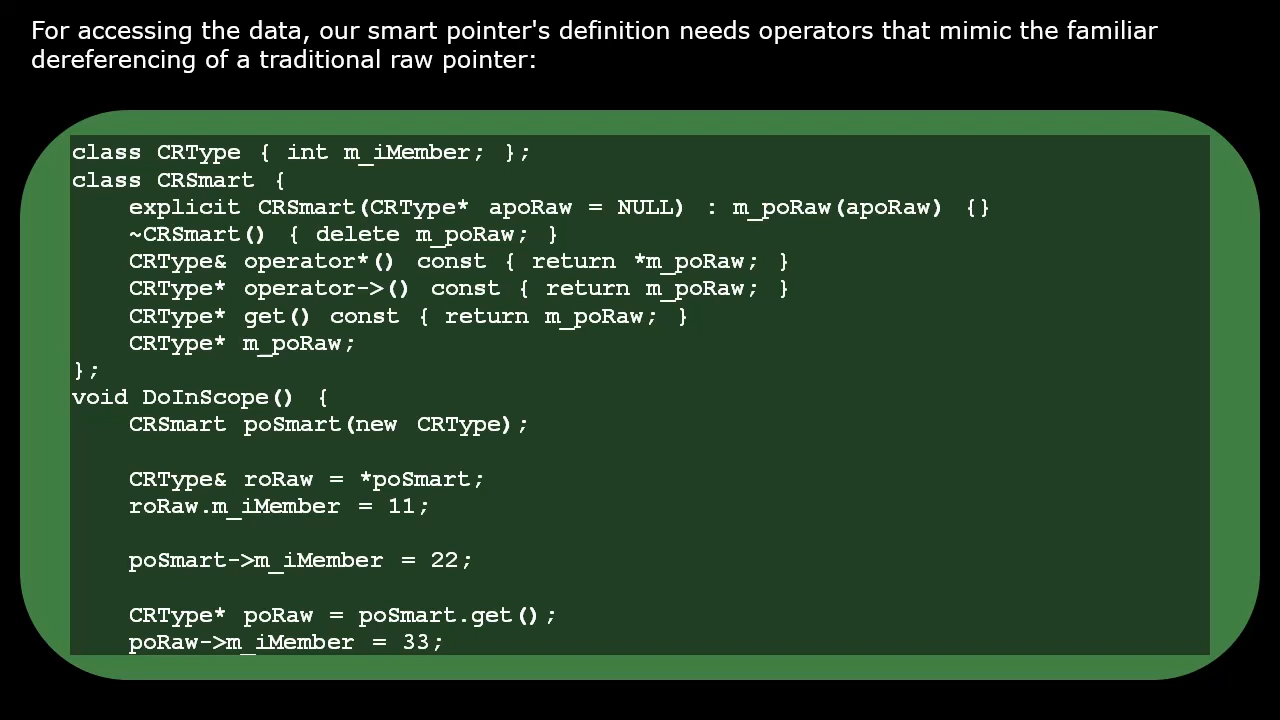 For accessing the data, our smart pointer's definition needs operators that mimic the familiar
dereferencing of a traditional raw pointer:
class CRType { int m_iMember; };
class CRSmart {
    explicit CRSmart(CRType* apoRaw = NULL) : m_poRaw(apoRaw) {}
    ~CRSmart() { delete m_poRaw; }
    CRType& operator*() const { return *m_poRaw; }
    CRType* operator->() const { return m_poRaw; }
    CRType* get() const { return m_poRaw; }
    CRType* m_poRaw;
};
void DoInScope() {
    CRSmart poSmart(new CRType);
    CRType& roRaw = *poSmart;
    roRaw.m_iMember = 11;
    poSmart->m_iMember = 22;
    CRType* poRaw = poSmart.get();
    poRaw->m_iMember = 33;